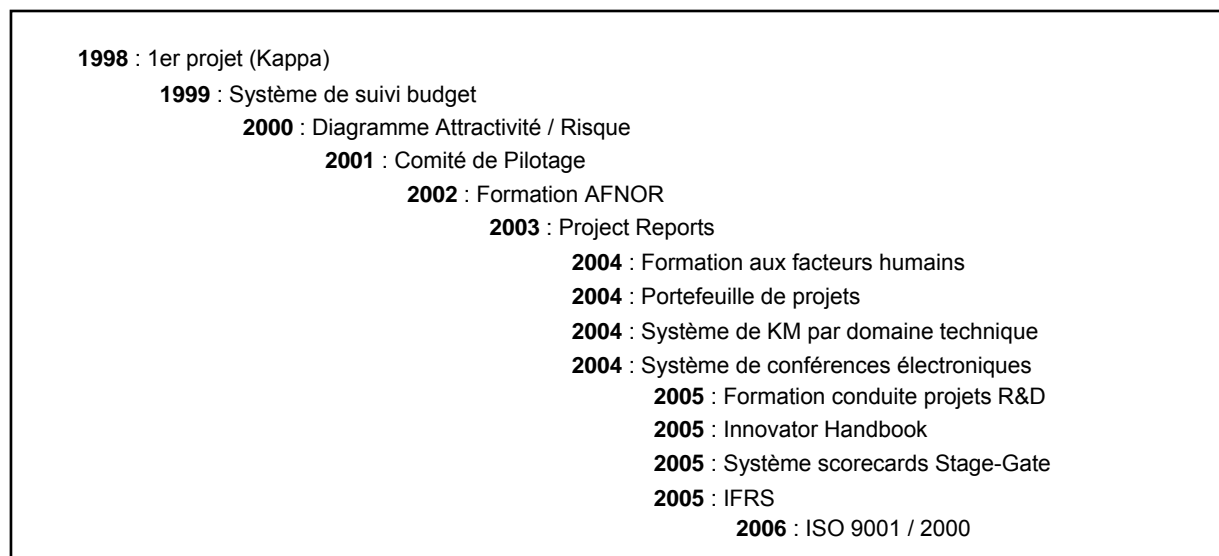 1998 : 1er projet (Kappa)
1999 : Système de suivi budget
2000 : Diagramme Attractivité / Risque
2001 : Comité de Pilotage
2002 : Formation AFNOR
2003 : Project Reports
2004 : Formation aux facteurs humains
2004 : Portefeuille de projets
2004 : Système de KM par domaine technique
2004 : Système de conférences électroniques
2005 : Formation conduite projets R&D
2005 : Innovator Handbook
2005 : Système scorecards Stage-Gate
2005 : IFRS
2006 : ISO 9001 / 2000